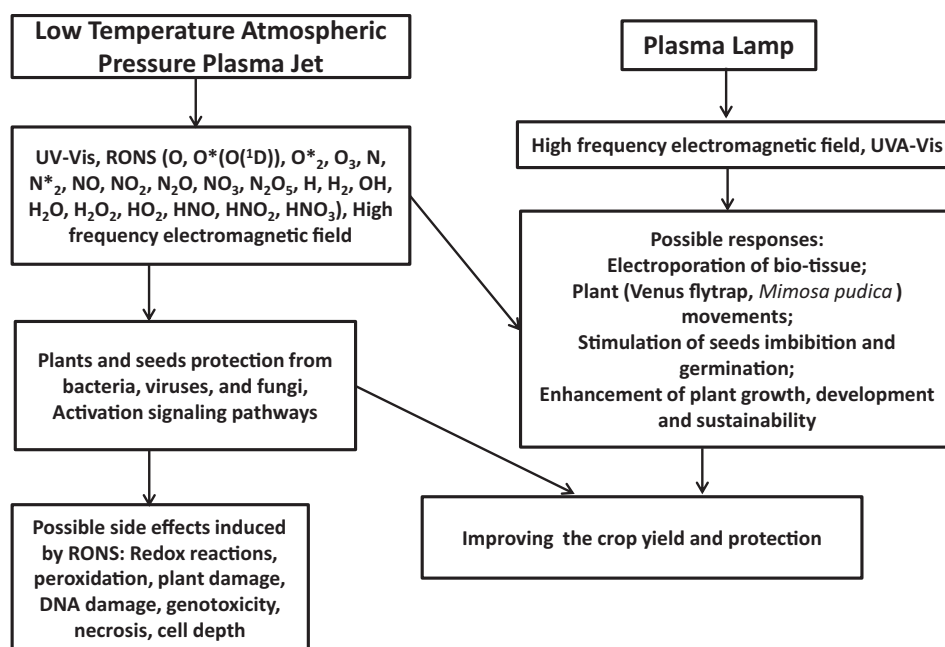 Low Temperature Atmospheric
Pressure Plasma Jet
Plasma Lamp
UV-Vis, RONS (O, O*(O(¹D)), O*₂, O₃, N,
N*₂, NO, NO₂, N₂O, NO₃, N₂O₅, H, H₂, OH,
H₂O, H₂O₂, HO₂, HNO, HNO₂, HNO₃), High
frequency electromagnetic field
High frequency electromagnetic field, UVA-Vis
Possible responses:
Electroporation of bio-tissue;
Plant (Venus flytrap, Mimosa pudica )
movements;
Stimulation of seeds imbibition and
germination;
Enhancement of plant growth, development
and sustainability
Plants and seeds protection from
bacteria, viruses, and fungi,
Activation signaling pathways
Possible side effects induced
by RONS: Redox reactions,
peroxidation, plant damage,
DNA damage, genotoxicity,
necrosis, cell depth
Improving the crop yield and protection